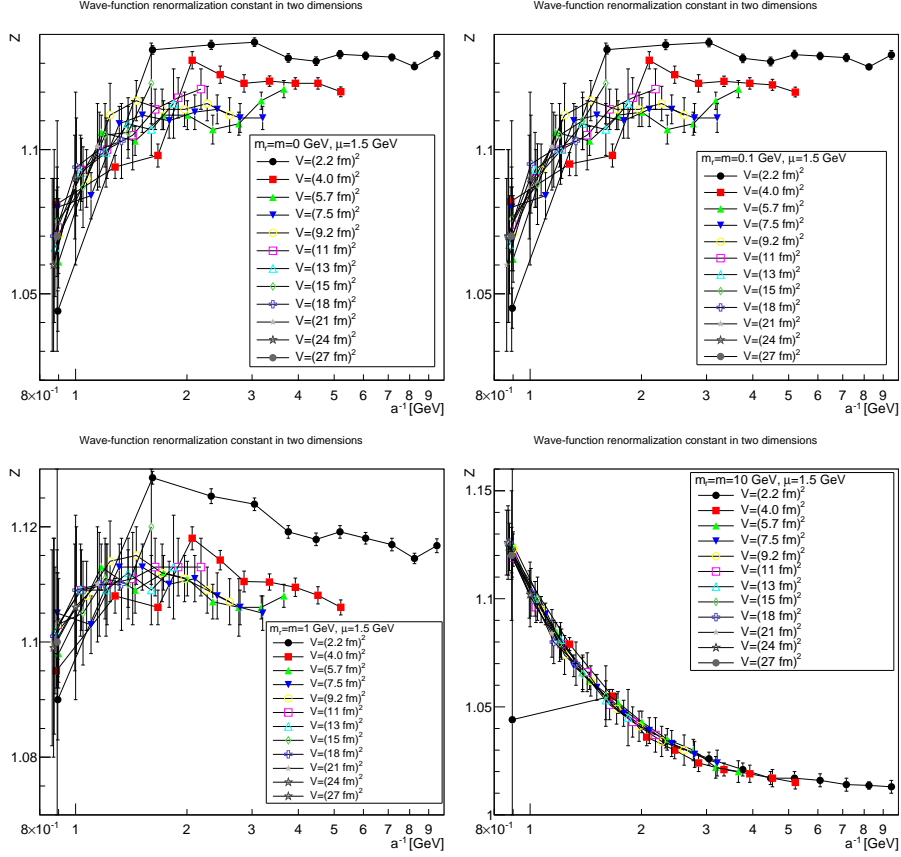 Wave-function renormalization constant in two dimensions
Z
1.1
1.05
m_r=m=0 GeV, μ=1.5 GeV
V=(2.2 fm)²
V=(4.0 fm)²
V=(5.7 fm)²
V=(7.5 fm)²
V=(9.2 fm)²
V=(11 fm)²
V=(13 fm)²
V=(15 fm)²
V=(18 fm)²
V=(21 fm)²
V=(24 fm)²
V=(27 fm)²
8×10⁻¹ 1 2 3 4 5 6 7 8 9
a⁻¹ [GeV]
Wave-function renormalization constant in two dimensions
Z
1.1
1.05
m_r=m=0.1 GeV, μ=1.5 GeV
V=(2.2 fm)²
V=(4.0 fm)²
V=(5.7 fm)²
V=(7.5 fm)²
V=(9.2 fm)²
V=(11 fm)²
V=(13 fm)²
V=(15 fm)²
V=(18 fm)²
V=(21 fm)²
V=(24 fm)²
V=(27 fm)²
8×10⁻¹ 1 2 3 4 5 6 7 8 9
a⁻¹ [GeV]
Wave-function renormalization constant in two dimensions
Z
1.12
1.1
1.08
m_r=m=1 GeV, μ=1.5 GeV
V=(2.2 fm)²
V=(4.0 fm)²
V=(5.7 fm)²
V=(7.5 fm)²
V=(9.2 fm)²
V=(11 fm)²
V=(13 fm)²
V=(15 fm)²
V=(18 fm)²
V=(21 fm)²
V=(24 fm)²
V=(27 fm)²
8×10⁻¹ 1 2 3 4 5 6 7 8 9
a⁻¹ [GeV]
Wave-function renormalization constant in two dimensions
Z
1.15
1.1
1.05
1
m_r=m=10 GeV, μ=1.5 GeV
V=(2.2 fm)²
V=(4.0 fm)²
V=(5.7 fm)²
V=(7.5 fm)²
V=(9.2 fm)²
V=(11 fm)²
V=(13 fm)²
V=(15 fm)²
V=(18 fm)²
V=(21 fm)²
V=(24 fm)²
V=(27 fm)²
8×10⁻¹ 1 2 3 4 5 6 7 8 9
a⁻¹ [GeV]